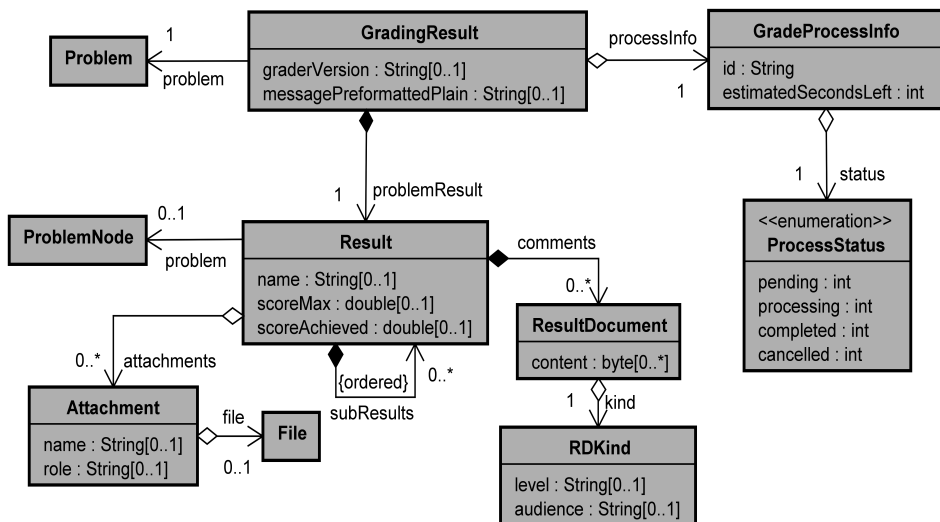 GradingResult
graderVersion : String[0..1]
messagePreformattedPlain : String[0..1]
Problem
1
problem
processInfo
1
GradeProcessInfo
id : String
estimatedSecondsLeft : int
1
status
<<enumeration>>
ProcessStatus
pending : int
processing : int
completed : int
cancelled : int
1
problemResult
ProblemNode
0..1
problem
Result
name : String[0..1]
scoreMax : double[0..1]
scoreAchieved : double[0..1]
comments
0..*
ResultDocument
content : byte[0..*]
1
kind
RDKind
level : String[0..1]
audience : String[0..1]
{ordered}
0..*
subResults
0..*
attachments
Attachment
name : String[0..1]
role : String[0..1]
file
0..1
File